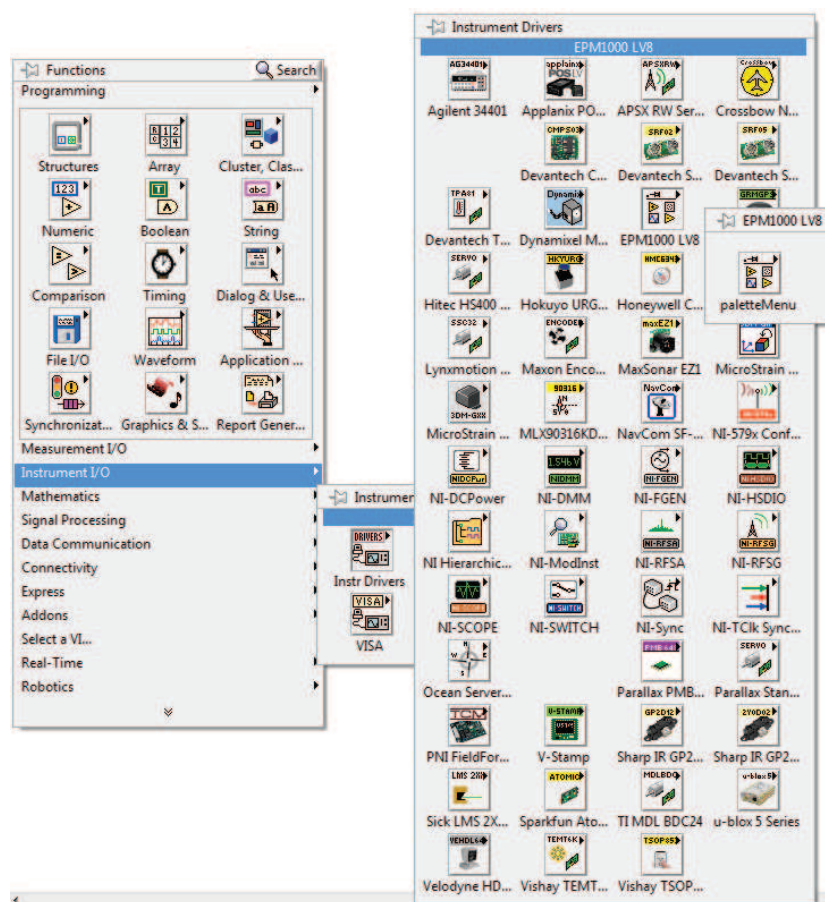 Functions
Search
Programming
Structures
Array
Cluster, Clas...
Numeric
Boolean
String
Comparison
Timing
Dialog & Use...
File I/O
Waveform
Application ...
Synchronizat...
Graphics & S...
Report Gener...
Measurement I/O
Instrument I/O
Mathematics
Signal Processing
Data Communication
Connectivity
Express
Addons
Select a VI...
Real-Time
Robotics
Instrumen
DRIVERS
Instr Drivers
VISA
VISA
Instrument Drivers
EPM1000 LV8
Agilent 34401
Applanix PO...
APSX RW Ser...
Crossbow N...
Devantech C...
Devantech S...
Devantech S...
Devantech T...
Dynamixel M...
EPM1000 LV8
EPM1000 LV8
paletteMenu
Hitec HS400 ...
Hokuyo URG...
Honeywell C...
Lynxmotion ...
Maxon Enco...
MaxSonar EZ1
MicroStrain ...
MicroStrain ...
MLX90316KD...
NavCom SF-...
NI-579x Conf...
NI-DCPower
NI-DMM
NI-FGEN
NI-HSDIO
NI Hierarchic...
NI-ModInst
NI-RFSA
NI-RFSG
NI-SCOPE
NI-SWITCH
NI-Sync
NI-TClk Sync...
Ocean Server...
Parallax PMB...
Parallax Stan...
PNI FieldFor...
V-Stamp
Sharp IR GP2...
Sharp IR GP2...
Sick LMS 2X...
Sparkfun Ato...
TI MDL BDC24
u-blox 5 Series
Velodyne HD...
Vishay TEMT...
Vishay TSOP...